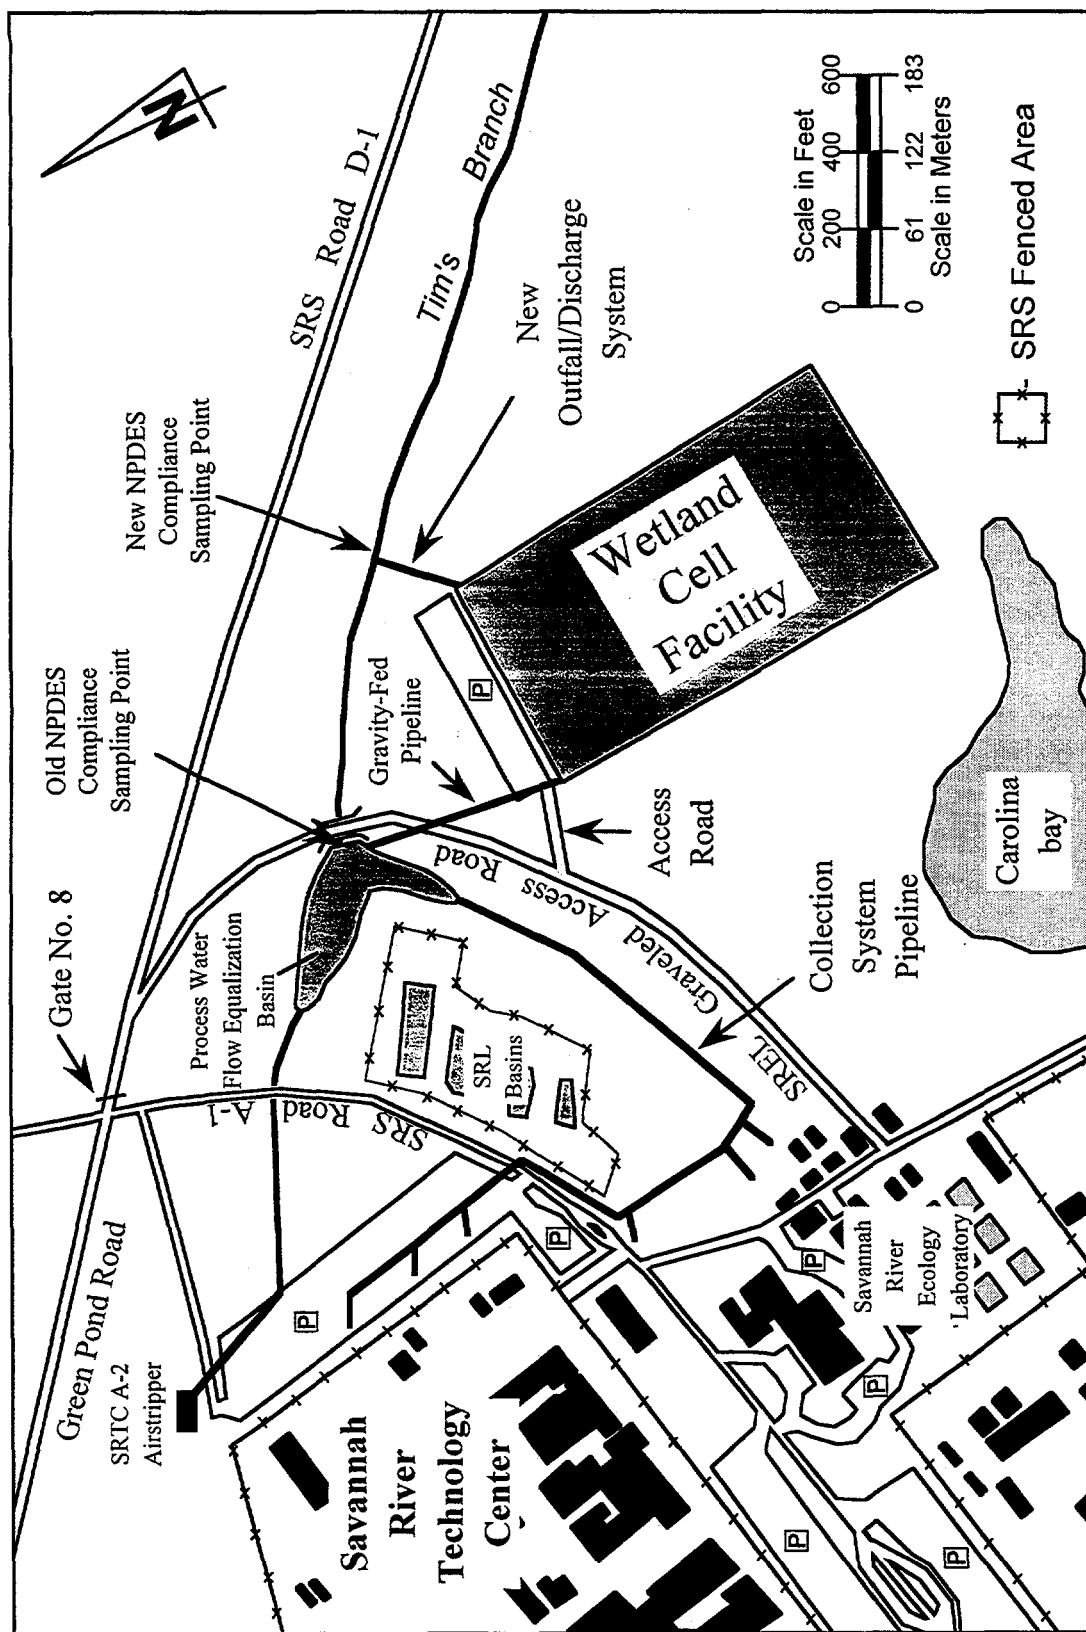 N
SRS Road D-1
Tim's Branch
New NPDES
Compliance
Sampling Point
Old NPDES
Compliance
Sampling Point
New
Outfall/Discharge
System
Gravity-Fed
Pipeline
P
Wetland
Cell
Facility
Access
Road
Gate No. 8
Process Water
Flow Equalization
Basin
SRL
Basins
SREL Graveled Access Road
Collection
System
Pipeline
Carolina
bay
SRS Road A-1
Green Pond Road
SRTC A-2
Airstripper
P
P
Savannah
River
Technology
Center
P
Savannah
River
Ecology
Laboratory
P
P
P
Scale in Feet
0 200 400 600
0 61 122 183
Scale in Meters
SRS Fenced Area